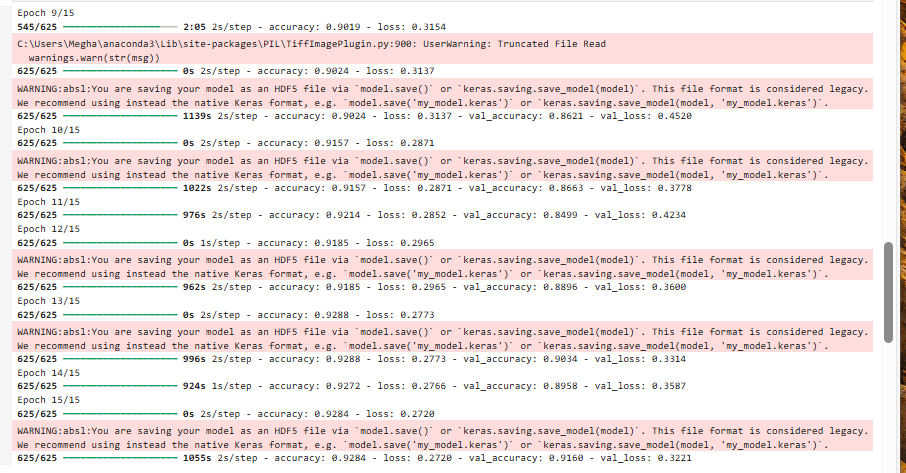 Epoch 9/15
545/625 ━━━━━━━━━━━━━━━━━━━━ 2:05 2s/step - accuracy: 0.9019 - loss: 0.3154
C:\Users\Megha\anaconda3\Lib\site-packages\PIL\TiffImagePlugin.py:900: UserWarning: Truncated File Read
  warnings.warn(str(msg))
625/625 ━━━━━━━━━━━━━━━━━━━━ 0s 2s/step - accuracy: 0.9024 - loss: 0.3137
WARNING:absl:You are saving your model as an HDF5 file via `model.save()` or `keras.saving.save_model(model)`. This file format is considered legacy.
We recommend using instead the native Keras format, e.g. `model.save('my_model.keras')` or `keras.saving.save_model(model, 'my_model.keras')`.
625/625 ━━━━━━━━━━━━━━━━━━━━ 1139s 2s/step - accuracy: 0.9024 - loss: 0.3137 - val_accuracy: 0.8621 - val_loss: 0.4520
Epoch 10/15
625/625 ━━━━━━━━━━━━━━━━━━━━ 0s 2s/step - accuracy: 0.9157 - loss: 0.2871
WARNING:absl:You are saving your model as an HDF5 file via `model.save()` or `keras.saving.save_model(model)`. This file format is considered legacy.
We recommend using instead the native Keras format, e.g. `model.save('my_model.keras')` or `keras.saving.save_model(model, 'my_model.keras')`.
625/625 ━━━━━━━━━━━━━━━━━━━━ 1022s 2s/step - accuracy: 0.9157 - loss: 0.2871 - val_accuracy: 0.8663 - val_loss: 0.3778
Epoch 11/15
625/625 ━━━━━━━━━━━━━━━━━━━━ 976s 2s/step - accuracy: 0.9214 - loss: 0.2852 - val_accuracy: 0.8499 - val_loss: 0.4234
Epoch 12/15
625/625 ━━━━━━━━━━━━━━━━━━━━ 0s 1s/step - accuracy: 0.9185 - loss: 0.2965
WARNING:absl:You are saving your model as an HDF5 file via `model.save()` or `keras.saving.save_model(model)`. This file format is considered legacy.
We recommend using instead the native Keras format, e.g. `model.save('my_model.keras')` or `keras.saving.save_model(model, 'my_model.keras')`.
625/625 ━━━━━━━━━━━━━━━━━━━━ 962s 2s/step - accuracy: 0.9185 - loss: 0.2965 - val_accuracy: 0.8896 - val_loss: 0.3600
Epoch 13/15
625/625 ━━━━━━━━━━━━━━━━━━━━ 0s 2s/step - accuracy: 0.9288 - loss: 0.2773
WARNING:absl:You are saving your model as an HDF5 file via `model.save()` or `keras.saving.save_model(model)`. This file format is considered legacy.
We recommend using instead the native Keras format, e.g. `model.save('my_model.keras')` or `keras.saving.save_model(model, 'my_model.keras')`.
625/625 ━━━━━━━━━━━━━━━━━━━━ 996s 2s/step - accuracy: 0.9288 - loss: 0.2773 - val_accuracy: 0.9034 - val_loss: 0.3314
Epoch 14/15
625/625 ━━━━━━━━━━━━━━━━━━━━ 924s 1s/step - accuracy: 0.9272 - loss: 0.2766 - val_accuracy: 0.8958 - val_loss: 0.3587
Epoch 15/15
625/625 ━━━━━━━━━━━━━━━━━━━━ 0s 2s/step - accuracy: 0.9284 - loss: 0.2720
WARNING:absl:You are saving your model as an HDF5 file via `model.save()` or `keras.saving.save_model(model)`. This file format is considered legacy.
We recommend using instead the native Keras format, e.g. `model.save('my_model.keras')` or `keras.saving.save_model(model, 'my_model.keras')`.
625/625 ━━━━━━━━━━━━━━━━━━━━ 1055s 2s/step - accuracy: 0.9284 - loss: 0.2720 - val_accuracy: 0.9160 - val_loss: 0.3221